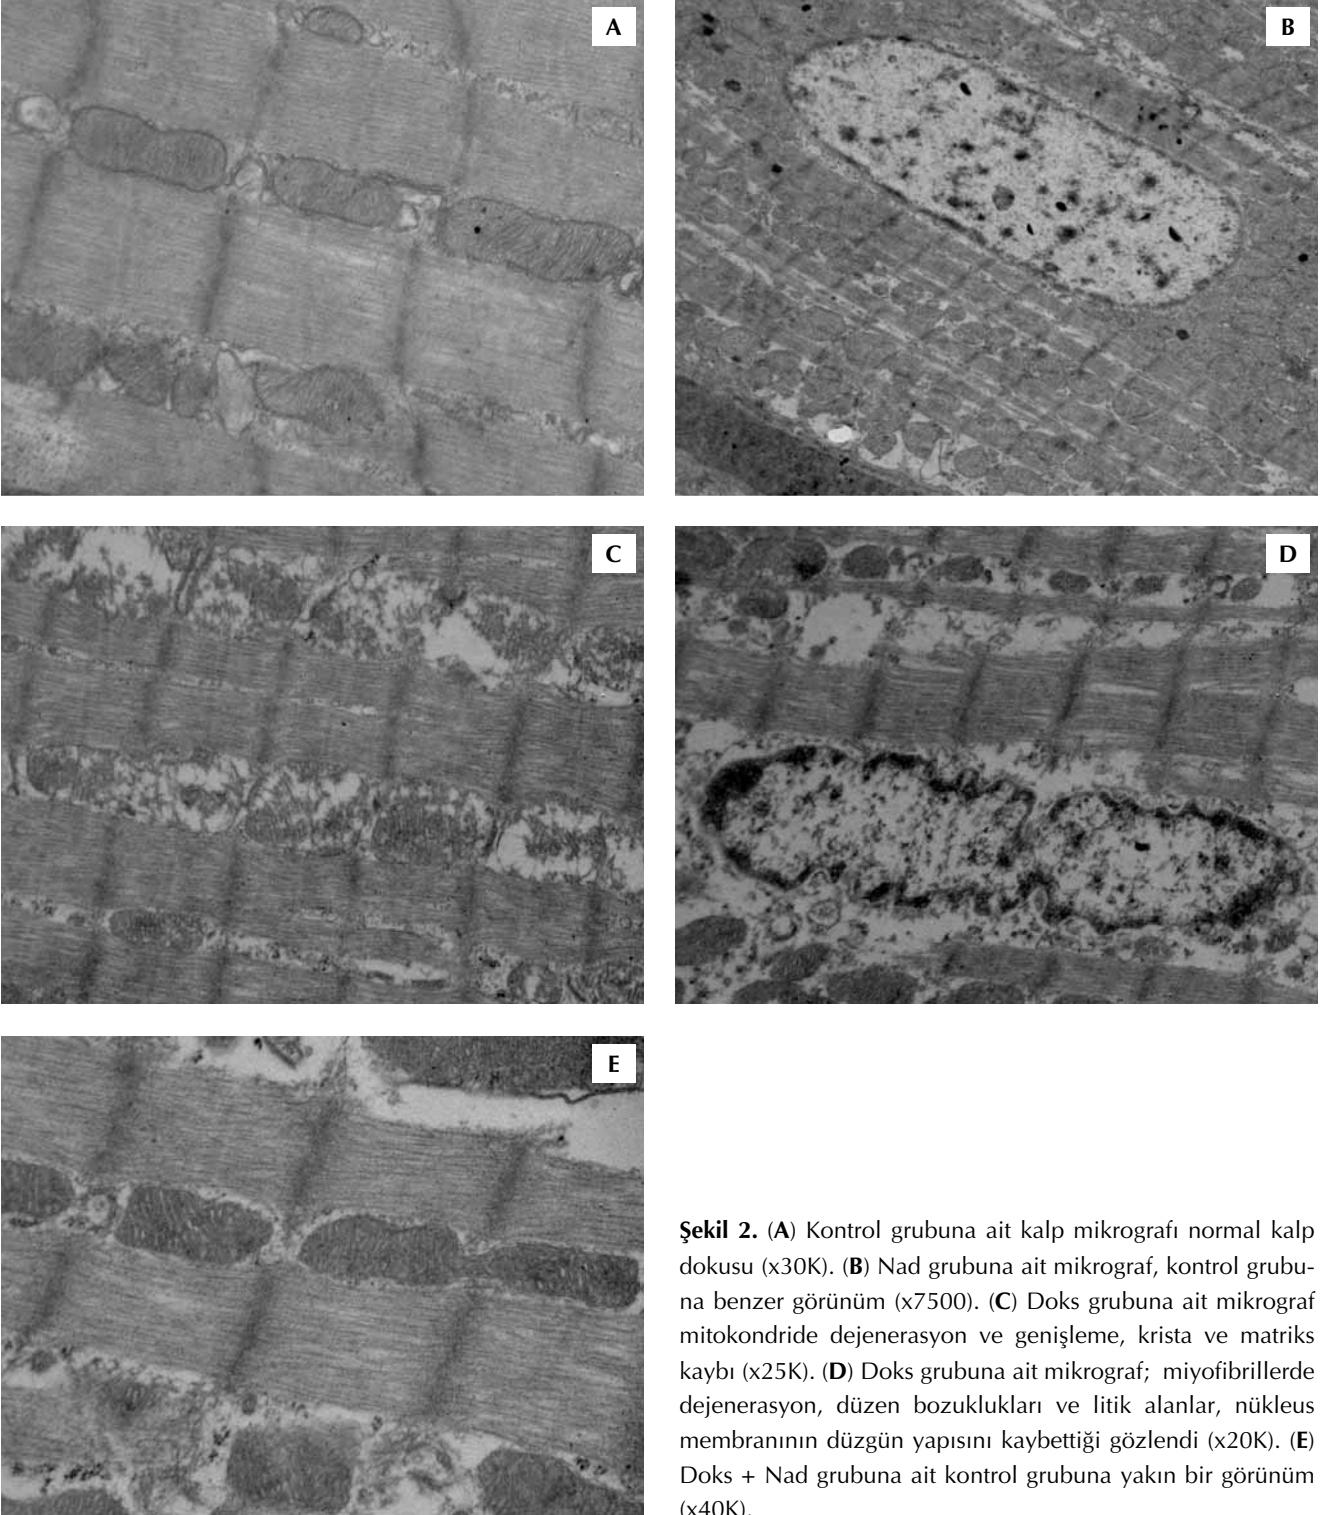 A
B
C
D
E
Şekil 2. (A) Kontrol grubuna ait kalp mikrografı normal kalp
dokusu (x30K). (B) Nad grubuna ait mikrograf, kontrol grubu-
na benzer görünüm (x7500). (C) Doks grubuna ait mikrograf
mitokondride dejenerasyon ve genişleme, krista ve matriks
kaybı (x25K). (D) Doks grubuna ait mikrograf; miyofibrillerde
dejenerasyon, düzen bozuklukları ve litik alanlar, nükleus
membranının düzgün yapısını kaybettiği gözlendi (x20K). (E)
Doks + Nad grubuna ait kontrol grubuna yakın bir görünüm
(x40K).